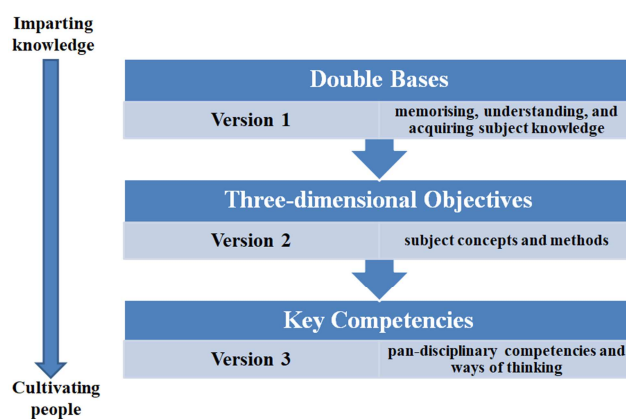 Imparting
knowledge
Double Bases
Version 1
memorising, understanding, and
acquiring subject knowledge
Three-dimensional Objectives
Version 2
subject concepts and methods
Key Competencies
Version 3
pan-disciplinary competencies and
ways of thinking
Cultivating
people